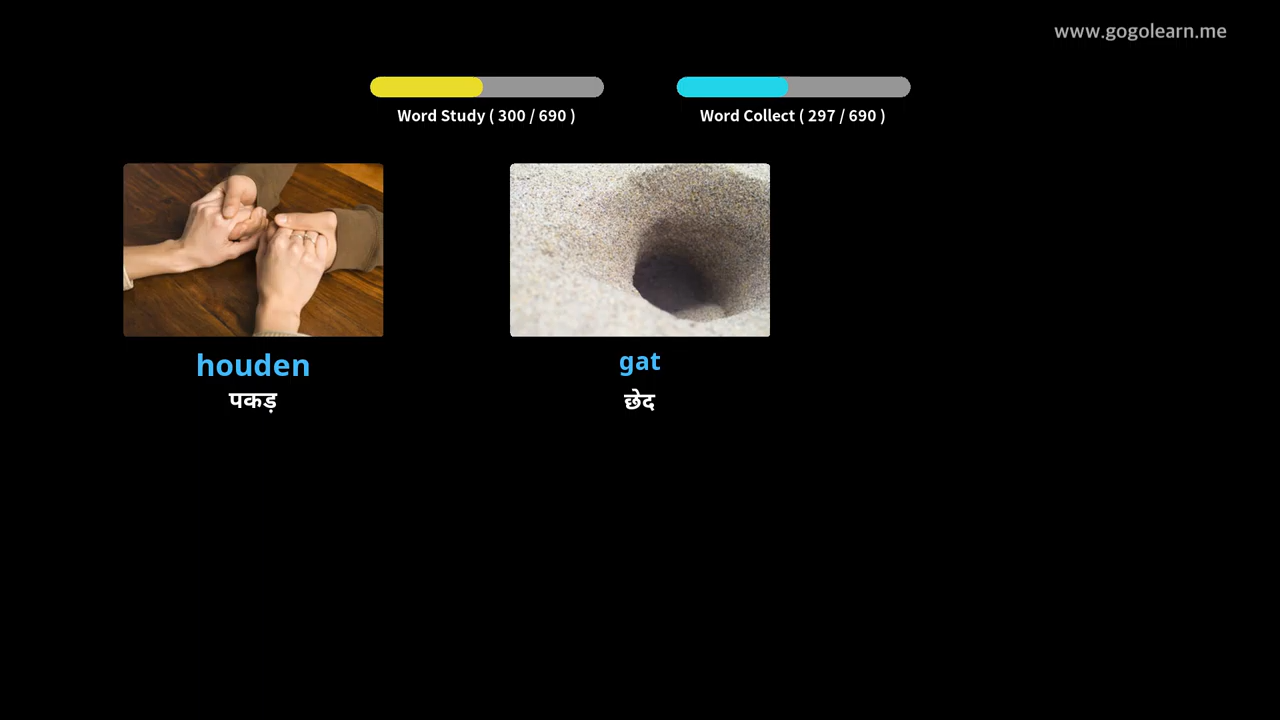 www.gogolearn.me
Word Study ( 300 / 690 )
Word Collect ( 297 / 690 )
houden
पकड़
gat
छेद